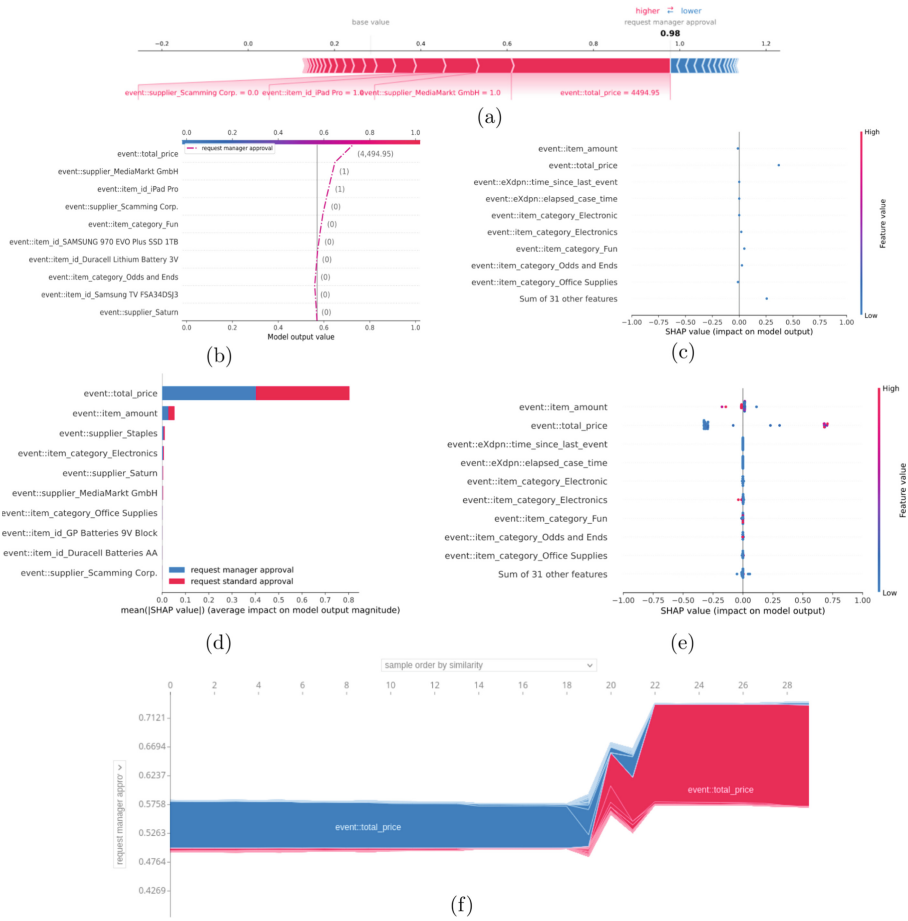 higher ⇄ lower
base value request manager approval
0.98
−0.2 0.0 0.2 0.4 0.6 0.8 1.0 1.2
event::supplier_Scamming Corp. = 0.0 event::item_id_iPad Pro = 1.0 event::supplier_MediaMarkt GmbH = 1.0 event::total_price = 4494.95
(a)
0.0 0.2 0.4 0.6 0.8 1.0
request manager approval
event::total_price (4,494.95)
event::supplier_MediaMarkt GmbH (1)
event::item_id_iPad Pro (1)
event::supplier_Scamming Corp. (0)
event::item_category_Fun (0)
event::item_id_SAMSUNG 970 EVO Plus SSD 1TB (0)
event::item_id_Duracell Lithium Battery 3V (0)
event::item_category_Odds and Ends (0)
event::item_id_Samsung TV FSA34DSJ3 (0)
event::supplier_Saturn (0)
0.0 0.2 0.4 0.6 0.8 1.0
Model output value
(b)
High
event::item_amount
event::total_price
event::eXdpn::time_since_last_event
event::eXdpn::elapsed_case_time
event::item_category_Electronic
event::item_category_Electronics
event::item_category_Fun
event::item_category_Odds and Ends
event::item_category_Office Supplies
Sum of 31 other features
Feature value
Low
−1.00 −0.75 −0.50 −0.25 0.00 0.25 0.50 0.75 1.00
SHAP value (impact on model output)
(c)
event::total_price
event::item_amount
event::supplier_Staples
event::item_category_Electronics
event::supplier_Saturn
event::supplier_MediaMarkt GmbH
event::item_category_Office Supplies
event::item_id_GP Batteries 9V Block
event::item_id_Duracell Batteries AA
event::supplier_Scamming Corp.
request manager approval
request standard approval
0.0 0.1 0.2 0.3 0.4 0.5 0.6 0.7 0.8
mean(|SHAP value|) (average impact on model output magnitude)
(d)
High
event::item_amount
event::total_price
event::eXdpn::time_since_last_event
event::eXdpn::elapsed_case_time
event::item_category_Electronic
event::item_category_Electronics
event::item_category_Fun
event::item_category_Odds and Ends
event::item_category_Office Supplies
Sum of 31 other features
Feature value
Low
−1.00 −0.75 −0.50 −0.25 0.00 0.25 0.50 0.75 1.00
SHAP value (impact on model output)
(e)
sample order by similarity
0 2 4 6 8 10 12 14 16 18 20 22 24 26 28
0.7121
0.6694
0.6237
0.5758
0.5263
0.4764
0.4269
request manager appro
event::total_price
event::total_price
(f)